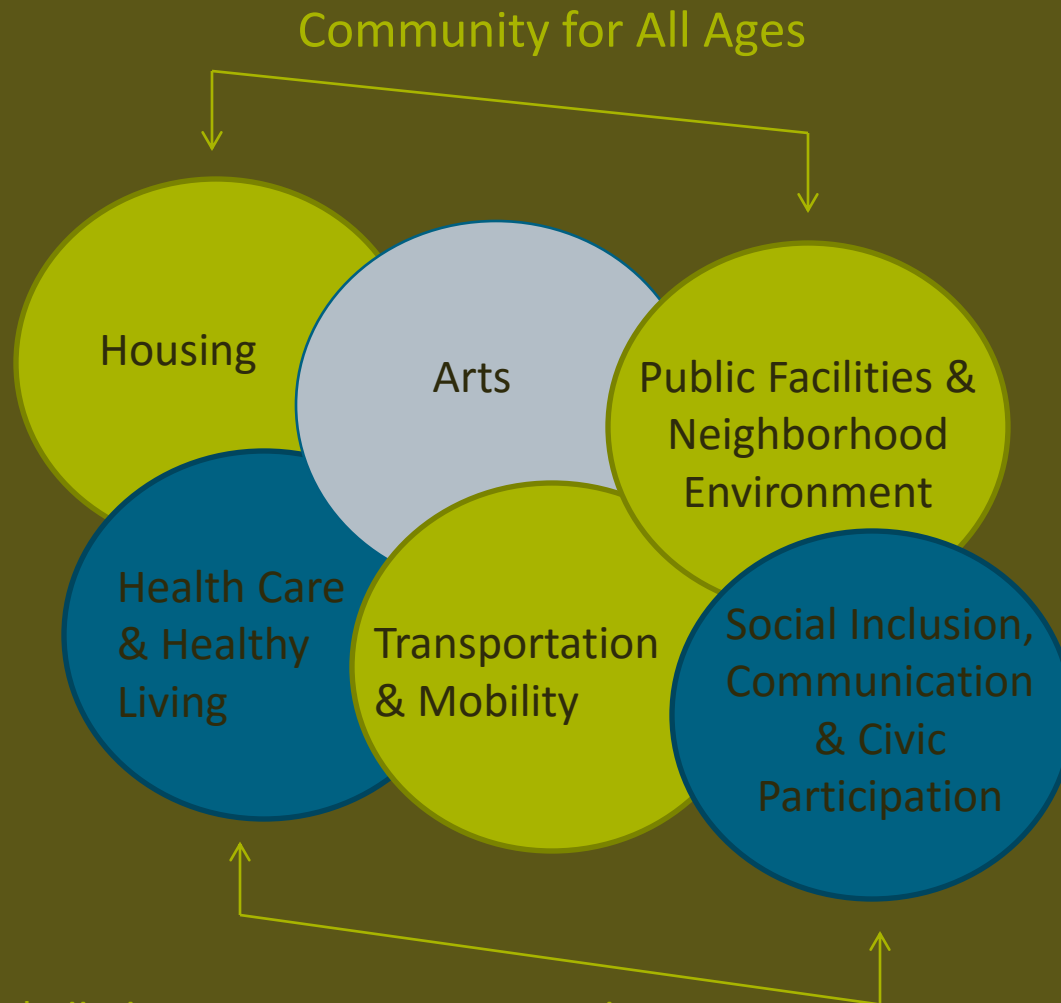 Community for All Ages
Housing
Arts
Public Facilities &
Neighborhood
Environment
Health Care
& Healthy
Living
Transportation
& Mobility
Social Inclusion,
Communication
& Civic
Participation